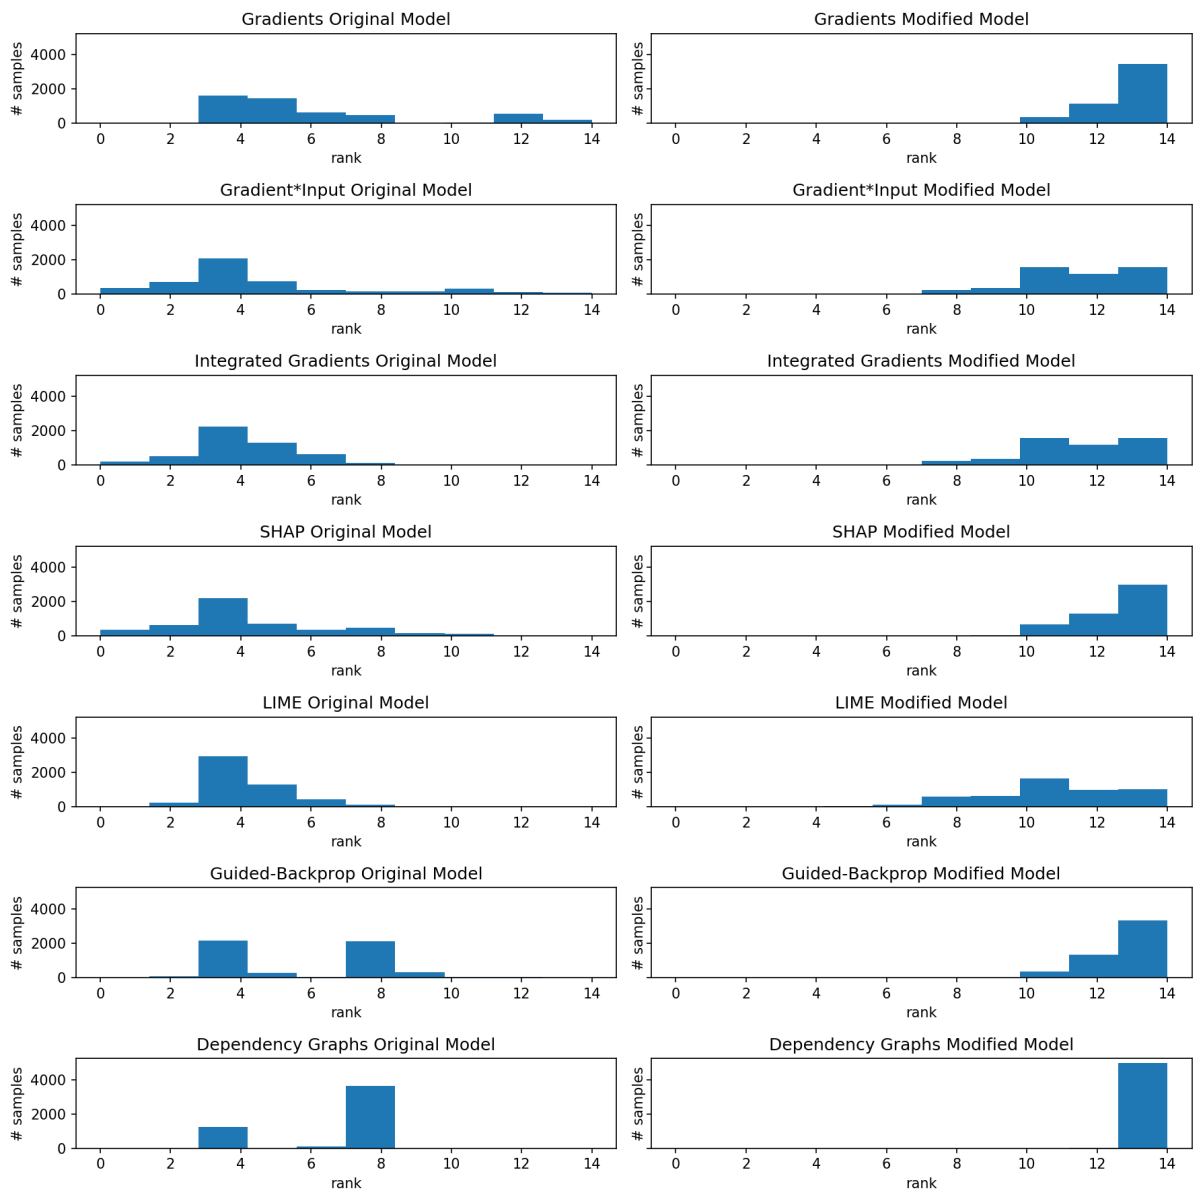 Gradients Original Model
# samples
4000
2000
0
0 2 4 6 8 10 12 14
rank
Gradients Modified Model
# samples
0 2 4 6 8 10 12 14
rank
Gradient*Input Original Model
# samples
4000
2000
0
0 2 4 6 8 10 12 14
rank
Gradient*Input Modified Model
# samples
0 2 4 6 8 10 12 14
rank
Integrated Gradients Original Model
# samples
4000
2000
0
0 2 4 6 8 10 12 14
rank
Integrated Gradients Modified Model
# samples
0 2 4 6 8 10 12 14
rank
SHAP Original Model
# samples
4000
2000
0
0 2 4 6 8 10 12 14
rank
SHAP Modified Model
# samples
0 2 4 6 8 10 12 14
rank
LIME Original Model
# samples
4000
2000
0
0 2 4 6 8 10 12 14
rank
LIME Modified Model
# samples
0 2 4 6 8 10 12 14
rank
Guided-Backprop Original Model
# samples
4000
2000
0
0 2 4 6 8 10 12 14
rank
Guided-Backprop Modified Model
# samples
0 2 4 6 8 10 12 14
rank
Dependency Graphs Original Model
# samples
4000
2000
0
0 2 4 6 8 10 12 14
rank
Dependency Graphs Modified Model
# samples
0 2 4 6 8 10 12 14
rank